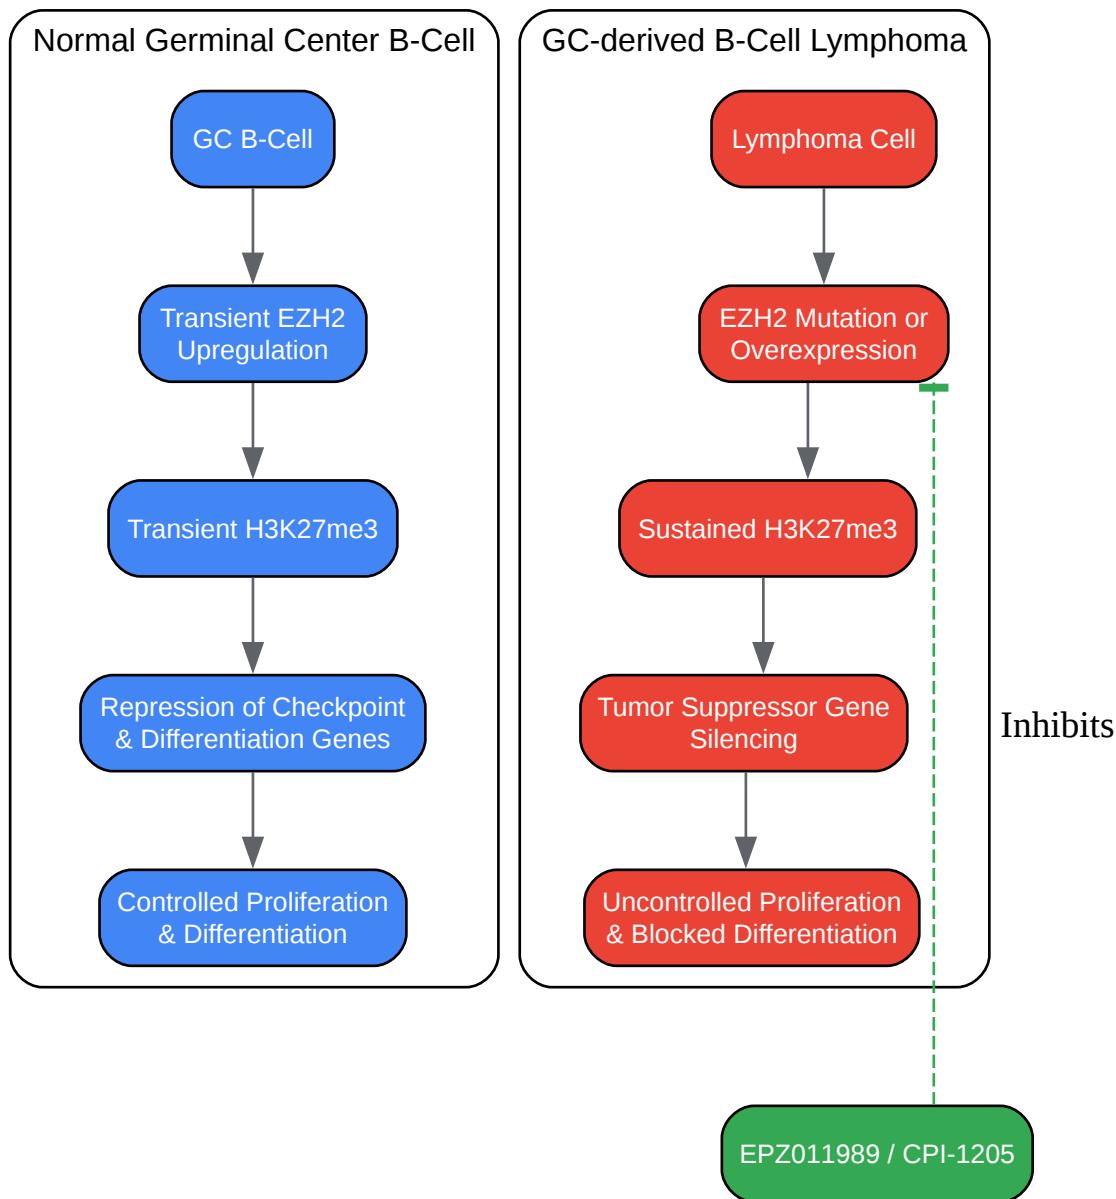 Normal Germinal Center B-Cell
GC B-Cell
Transient EZH2
Upregulation
Transient H3K27me3
Repression of Checkpoint
& Differentiation Genes
Controlled Proliferation
& Differentiation
GC-derived B-Cell Lymphoma
Lymphoma Cell
EZH2 Mutation or
Overexpression
Sustained H3K27me3
Tumor Suppressor Gene
Silencing
Uncontrolled Proliferation
& Blocked Differentiation
Inhibits
EPZ011989 / CPI-1205